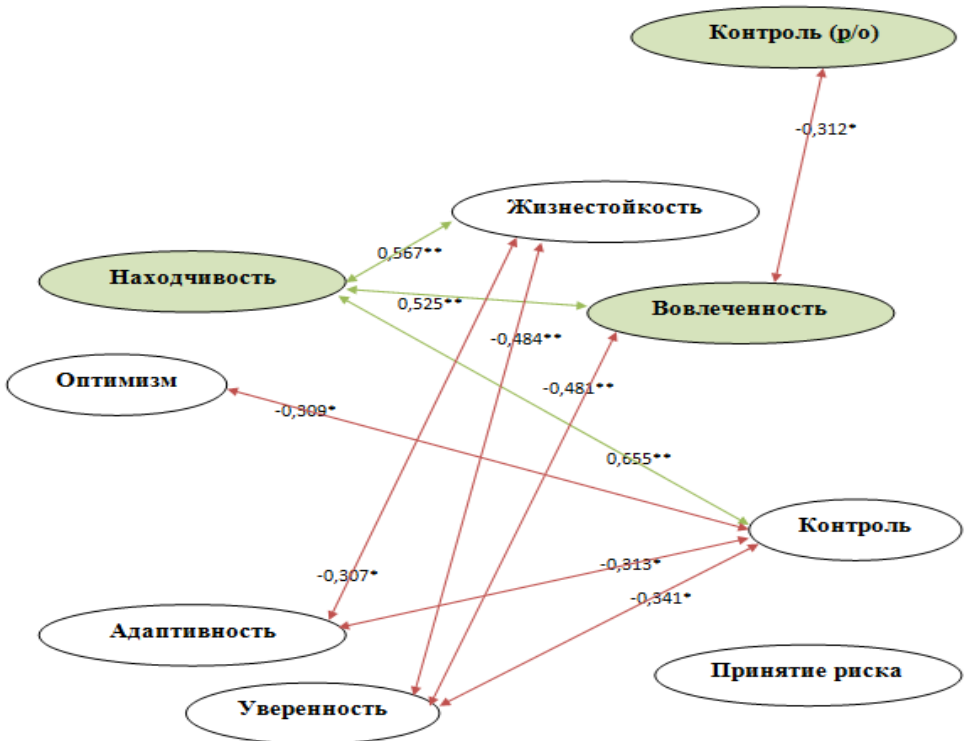 Контроль (р/о)
-0,312*
Жизнестойкость
0,567**
Находчивость
0,525**
Вовлеченность
-0,484**
Оптимизм
-0,481**
-0,309*
0,655**
Контроль
-0,313*
-0,307*
-0,341*
Адаптивность
Принятие риска
Уверенность